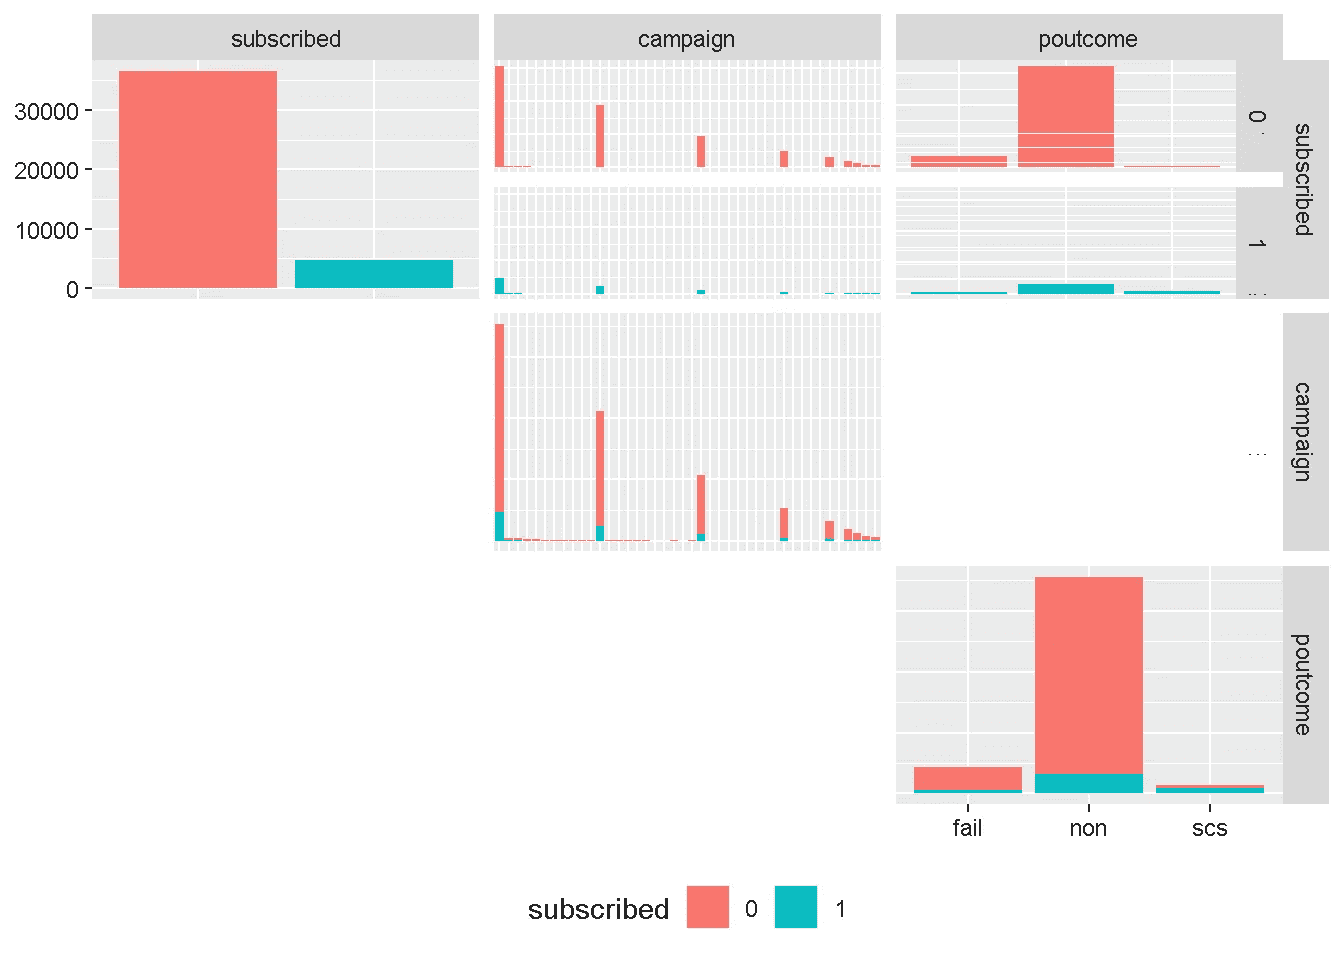 subscribed
campaign
poutcome
30000
20000
10000
0
0
1
subscribed
campaign
poutcome
fail
non
scs
subscribed
0
1